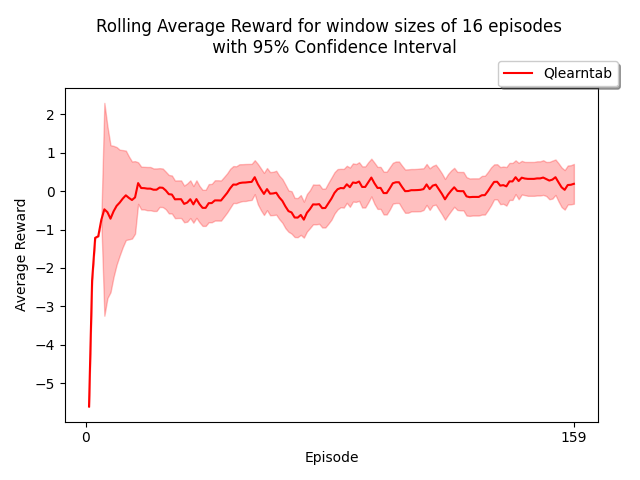 Rolling Average Reward for window sizes of 16 episodes
with 95% Confidence Interval
Qlearntab
Average Reward
2
1
0
−1
−2
−3
−4
−5
0
159
Episode